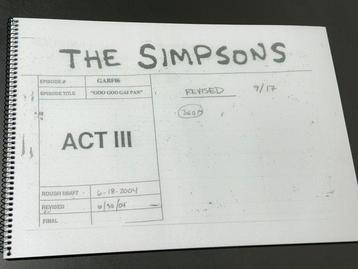 THE SIMPSONS
EPISODE # GABF16
EPISODE TITLE "GOO GOO GAI PAN"
REVISED 9/17
ACT III
ROUGH DRAFT - 6-18-2004
REVISED
FINAL